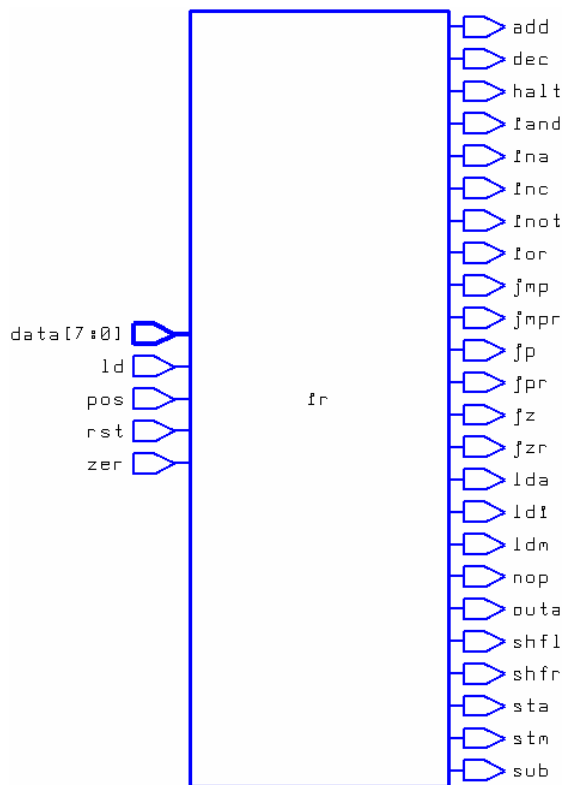 data[7:0]
ld
pos
rst
zer
ir
add
dec
halt
iand
ina
inc
inot
ior
jmp
jmpr
jp
jpr
jz
jzr
lda
ldi
ldm
nop
outa
shfl
shfr
sta
stm
sub